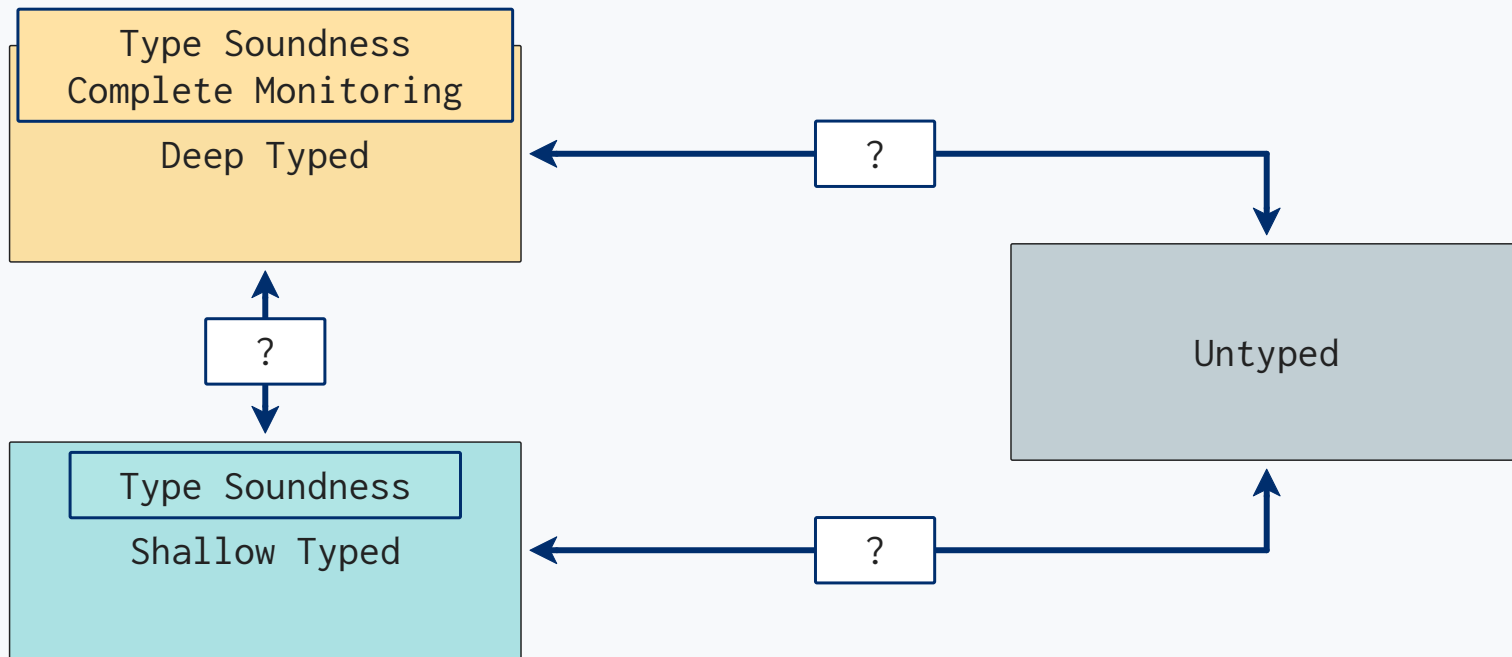 Type Soundness
Complete Monitoring
Deep Typed
?
?
Untyped
Type Soundness
Shallow Typed
?